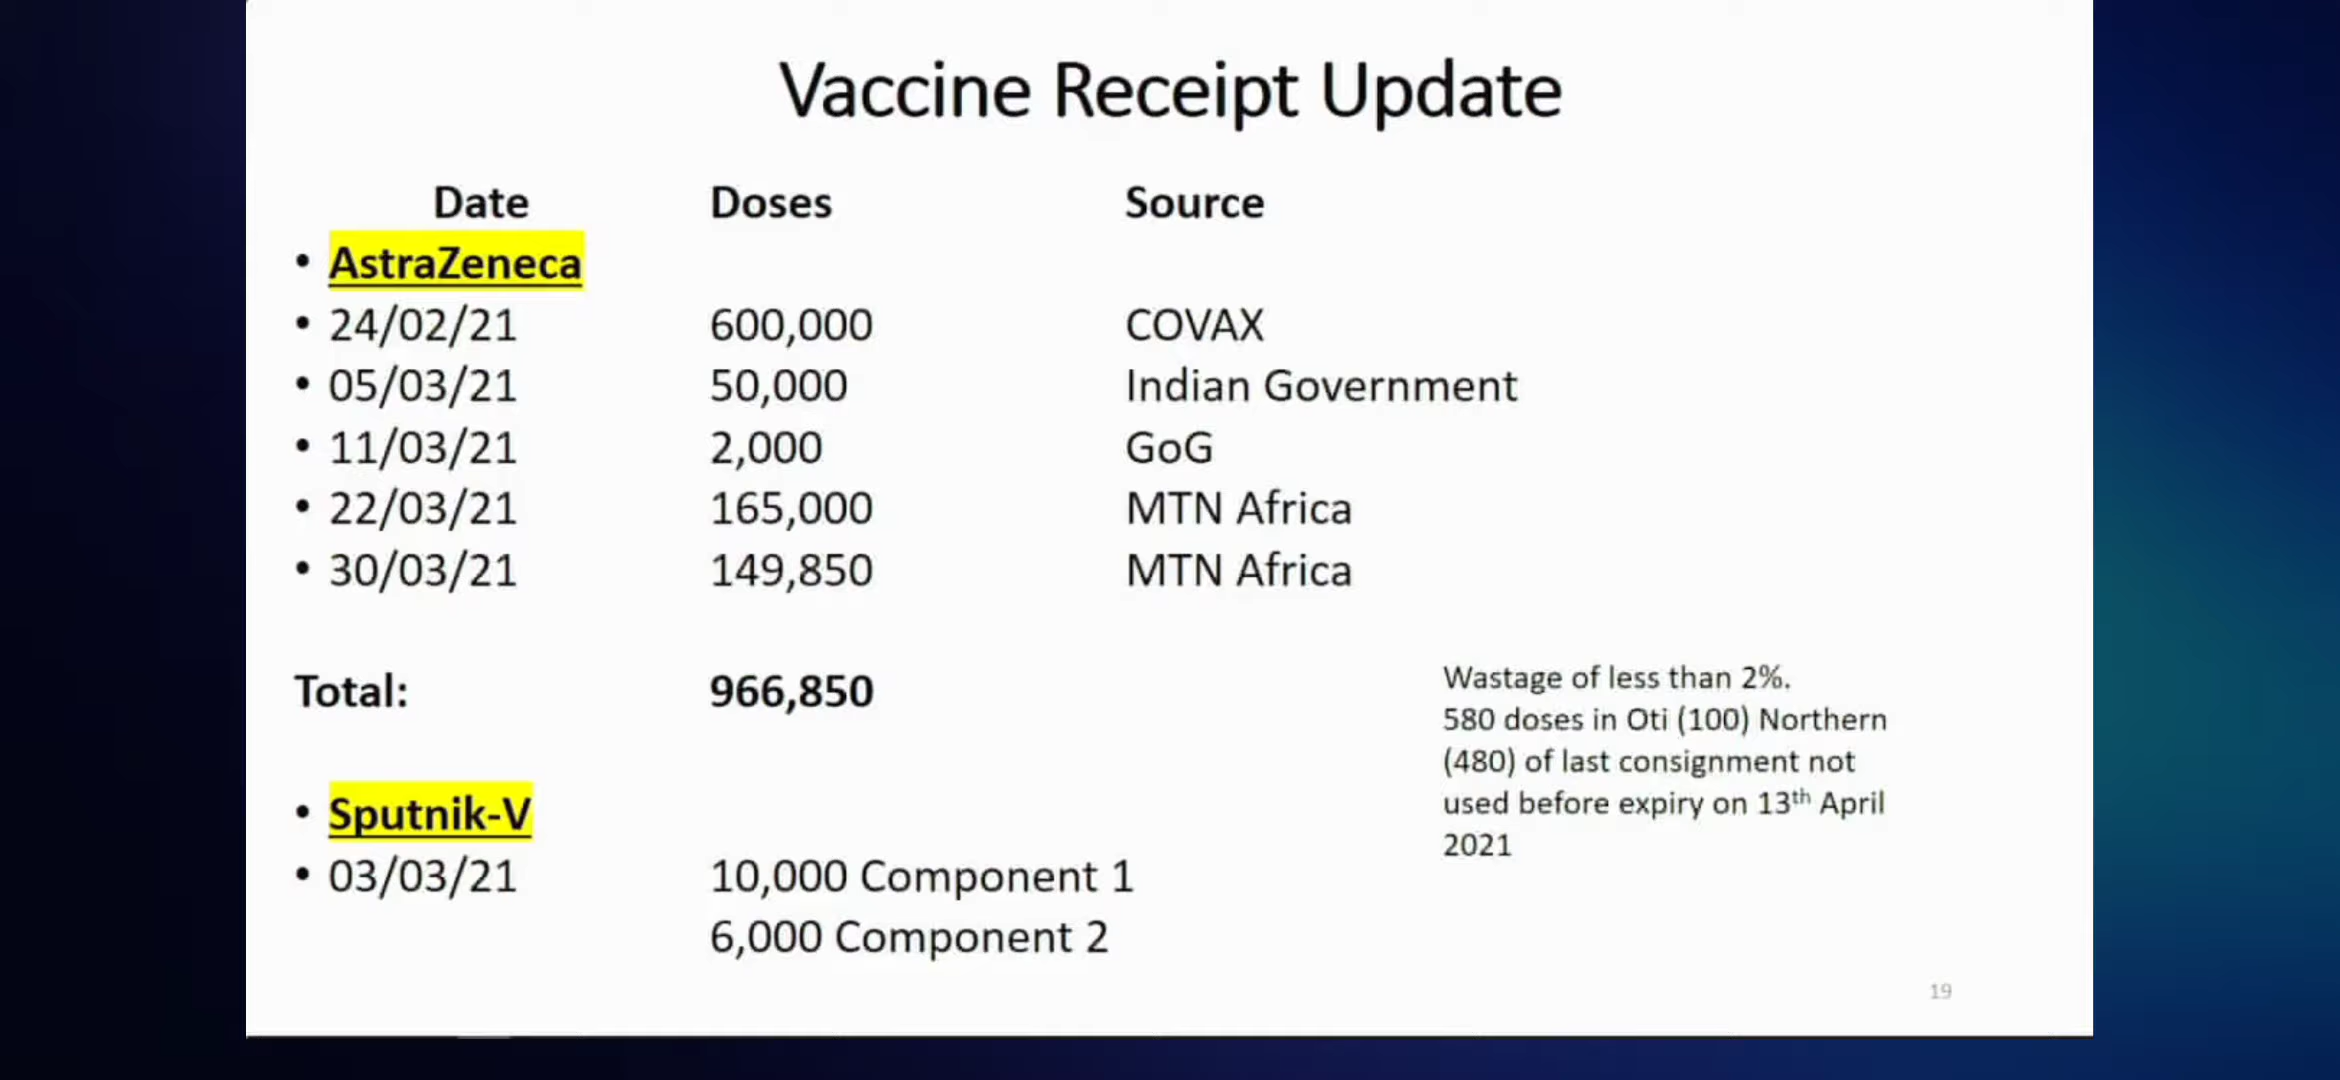 Vaccine Receipt Update
Date Doses Source
• AstraZeneca
• 24/02/21 600,000 COVAX
• 05/03/21 50,000 Indian Government
• 11/03/21 2,000 GoG
• 22/03/21 165,000 MTN Africa
• 30/03/21 149,850 MTN Africa
Total: 966,850
Wastage of less than 2%.
580 doses in Oti (100) Northern
(480) of last consignment not
used before expiry on 13th April
2021
• Sputnik-V
• 03/03/21 10,000 Component 1
6,000 Component 2
19